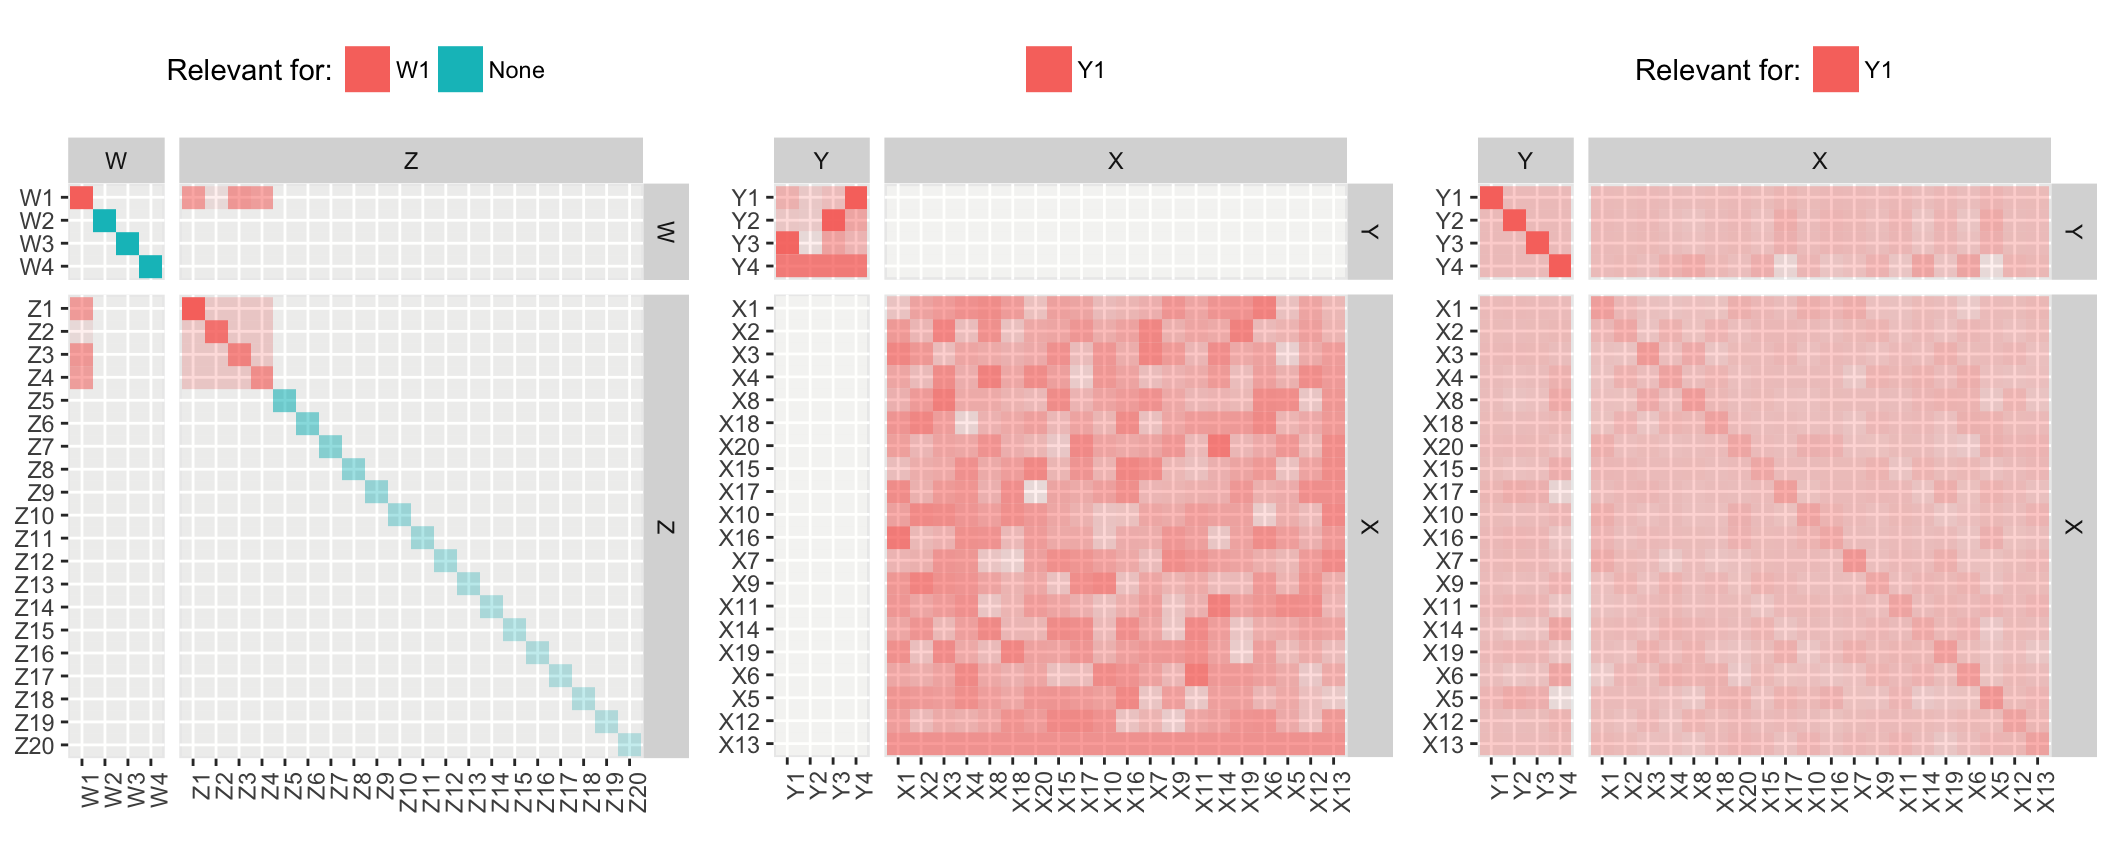 Relevant for: W1 None
Y1
Relevant for: Y1
W Z
Y X
Y X
W1
W2
W3
W4
W
Y1
Y2
Y3
Y4
Y
Y1
Y2
Y3
Y4
Y
Z1
Z2
Z3
Z4
Z5
Z6
Z7
Z8
Z9
Z10
Z11
Z12
Z13
Z14
Z15
Z16
Z17
Z18
Z19
Z20
Z
X1
X2
X3
X4
X8
X18
X20
X15
X17
X10
X16
X7
X9
X11
X14
X19
X6
X5
X12
X13
X
X1
X2
X3
X4
X8
X18
X20
X15
X17
X10
X16
X7
X9
X11
X14
X19
X6
X5
X12
X13
X
W1 W2 W3 W4 Z1 Z2 Z3 Z4 Z5 Z6 Z7 Z8 Z9 Z10 Z11 Z12 Z13 Z14 Z15 Z16 Z17 Z18 Z19 Z20
Y1 Y2 Y3 Y4 X1 X2 X3 X4 X8 X18 X20 X15 X17 X10 X16 X7 X9 X11 X14 X19 X6 X5 X12 X13
Y1 Y2 Y3 Y4 X1 X2 X3 X4 X8 X18 X20 X15 X17 X10 X16 X7 X9 X11 X14 X19 X6 X5 X12 X13